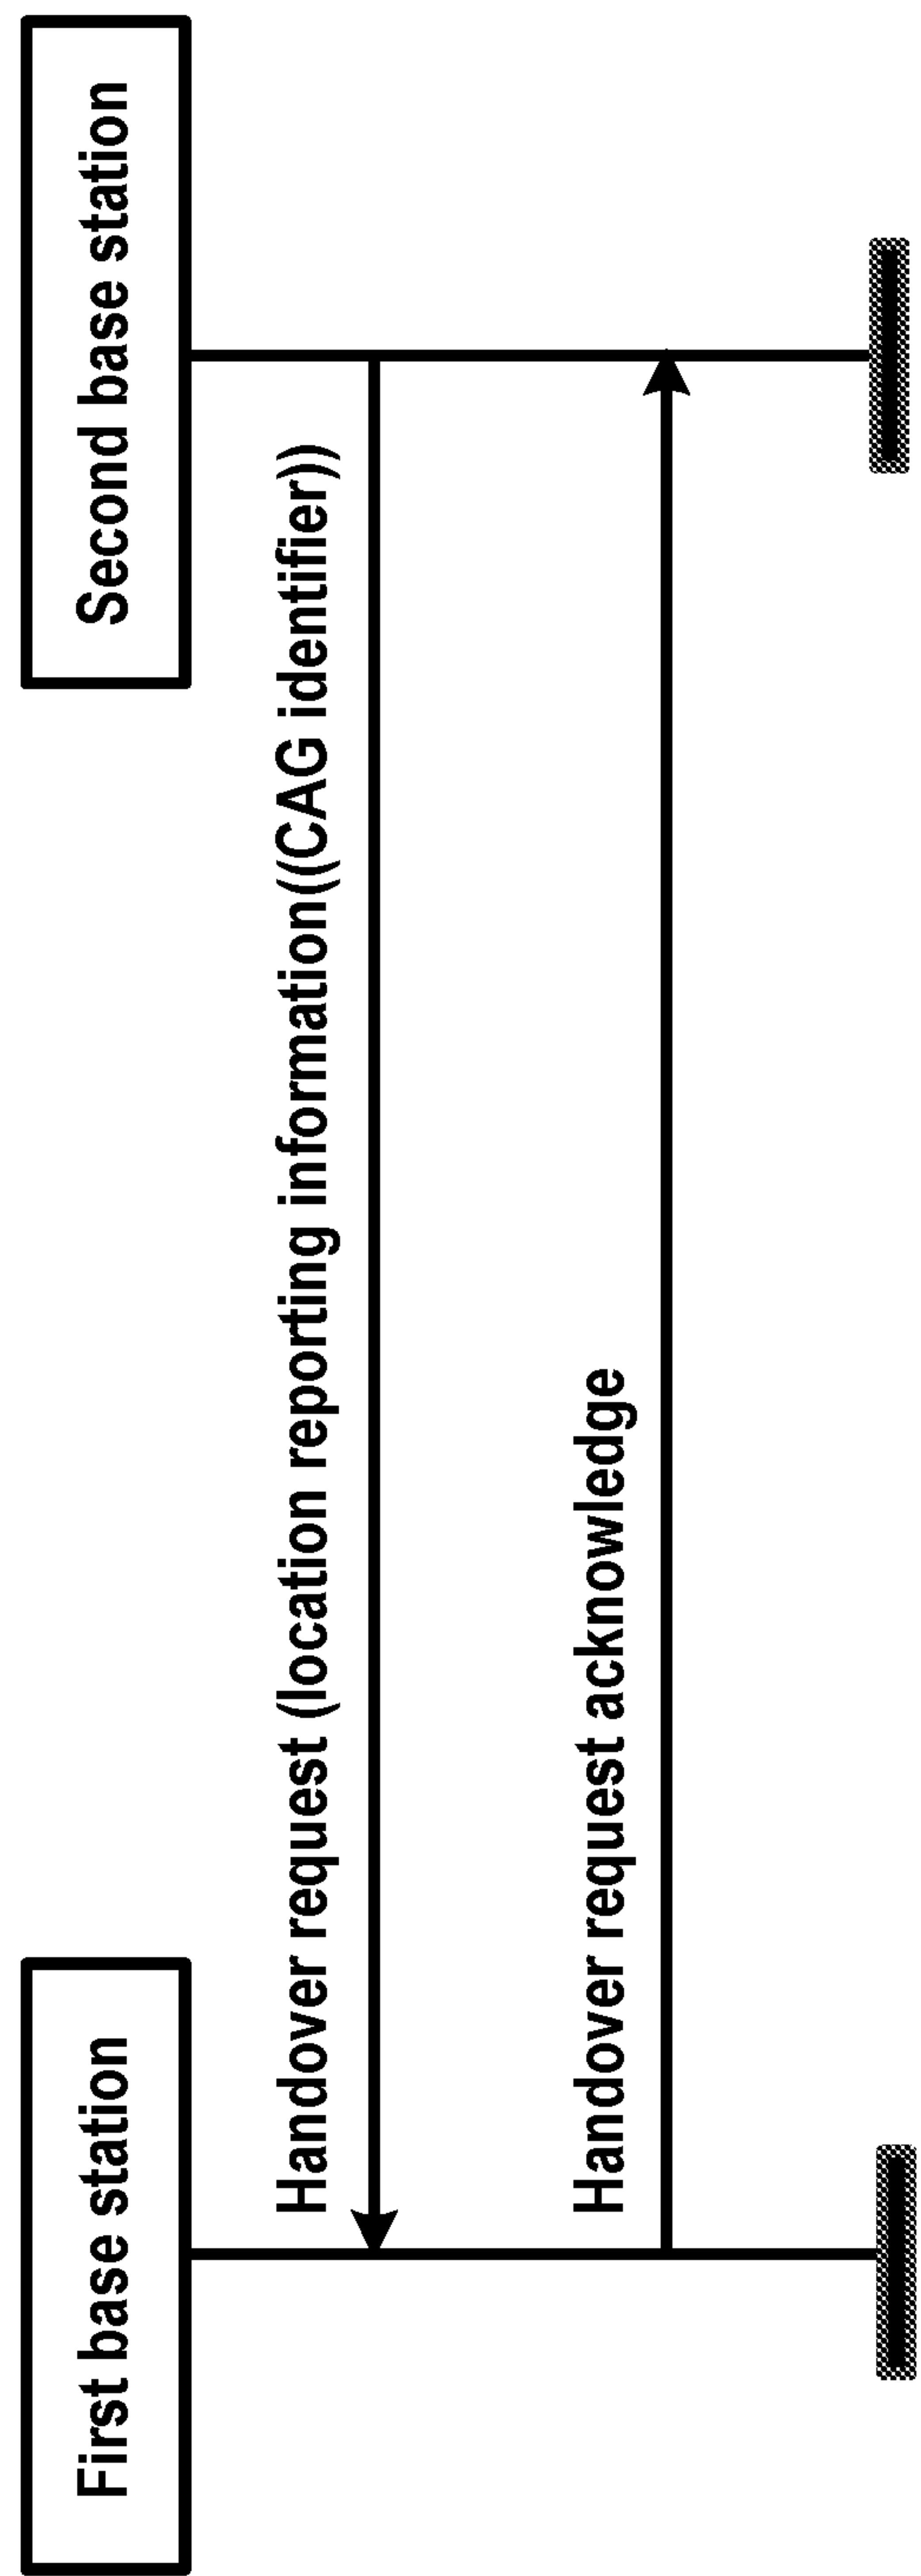 First base station
Second base station
Handover request (location reporting information((CAG identifier))
Handover request acknowledge